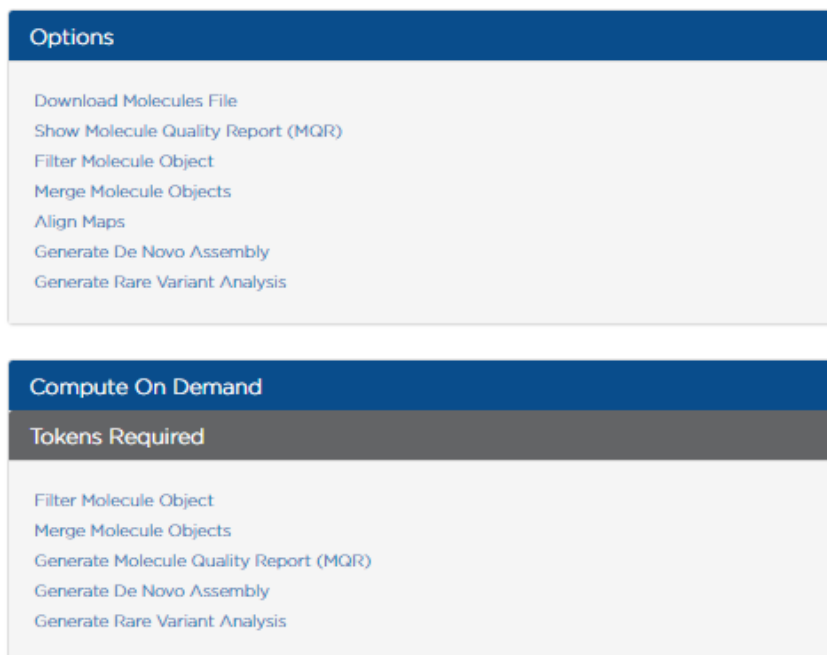 Options
Download Molecules File
Show Molecule Quality Report (MQR)
Filter Molecule Object
Merge Molecule Objects
Align Maps
Generate De Novo Assembly
Generate Rare Variant Analysis
Compute On Demand
Tokens Required
Filter Molecule Object
Merge Molecule Objects
Generate Molecule Quality Report (MQR)
Generate De Novo Assembly
Generate Rare Variant Analysis